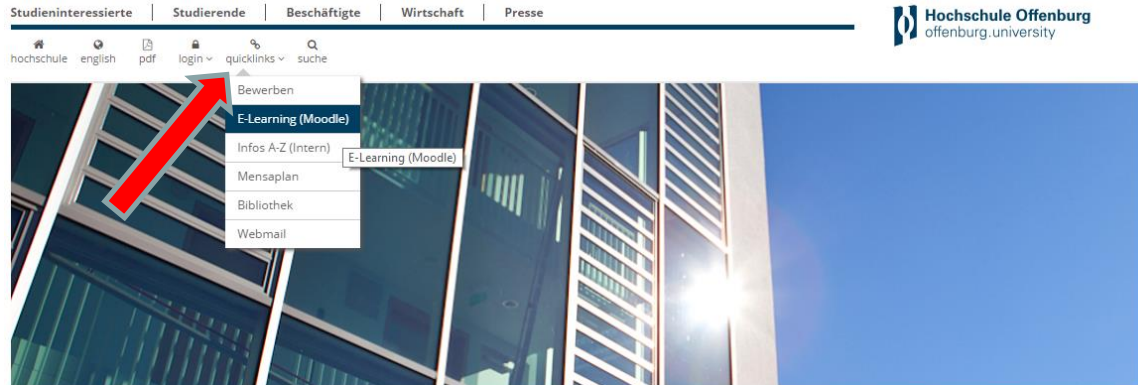 Studieninteressierte Studierende Beschäftigte Wirtschaft Presse
Hochschule Offenburg
offenburg.university
hochschule english pdf login quicklinks suche
Bewerben
E-Learning (Moodle)
Infos A-Z (Intern)
E-Learning (Moodle)
Mensaplan
Bibliothek
Webmail